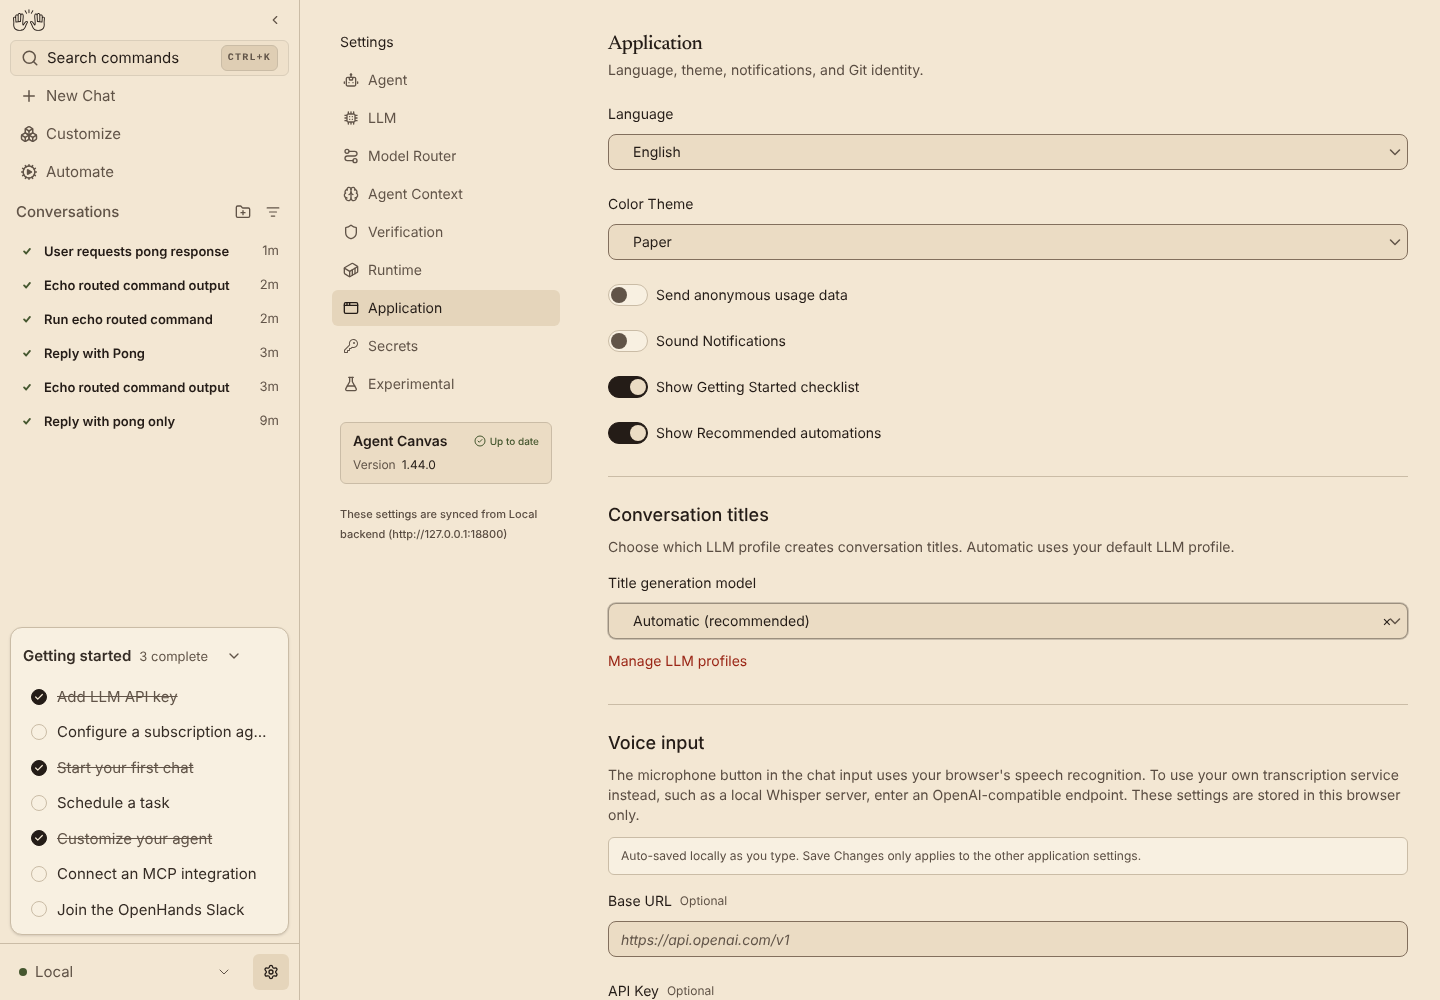 Search commands CTRL+K
New Chat
Customize
Automate
Conversations
User requests pong response 1m
Echo routed command output 2m
Run echo routed command 2m
Reply with Pong 3m
Echo routed command output 3m
Reply with pong only 9m
Getting started 3 complete
Add LLM API key
Configure a subscription ag...
Start your first chat
Schedule a task
Customize your agent
Connect an MCP integration
Join the OpenHands Slack
Local
Settings
Agent
LLM
Model Router
Agent Context
Verification
Runtime
Application
Secrets
Experimental
Agent Canvas Up to date
Version 1.44.0
These settings are synced from Local
backend (http://127.0.0.1:18800)
Application
Language, theme, notifications, and Git identity.
Language
English
Color Theme
Paper
Send anonymous usage data
Sound Notifications
Show Getting Started checklist
Show Recommended automations
Conversation titles
Choose which LLM profile creates conversation titles. Automatic uses your default LLM profile.
Title generation model
Automatic (recommended)
Manage LLM profiles
Voice input
The microphone button in the chat input uses your browser's speech recognition. To use your own transcription service
instead, such as a local Whisper server, enter an OpenAI-compatible endpoint. These settings are stored in this browser
only.
Auto-saved locally as you type. Save Changes only applies to the other application settings.
Base URL Optional
https://api.openai.com/v1
API Key Optional